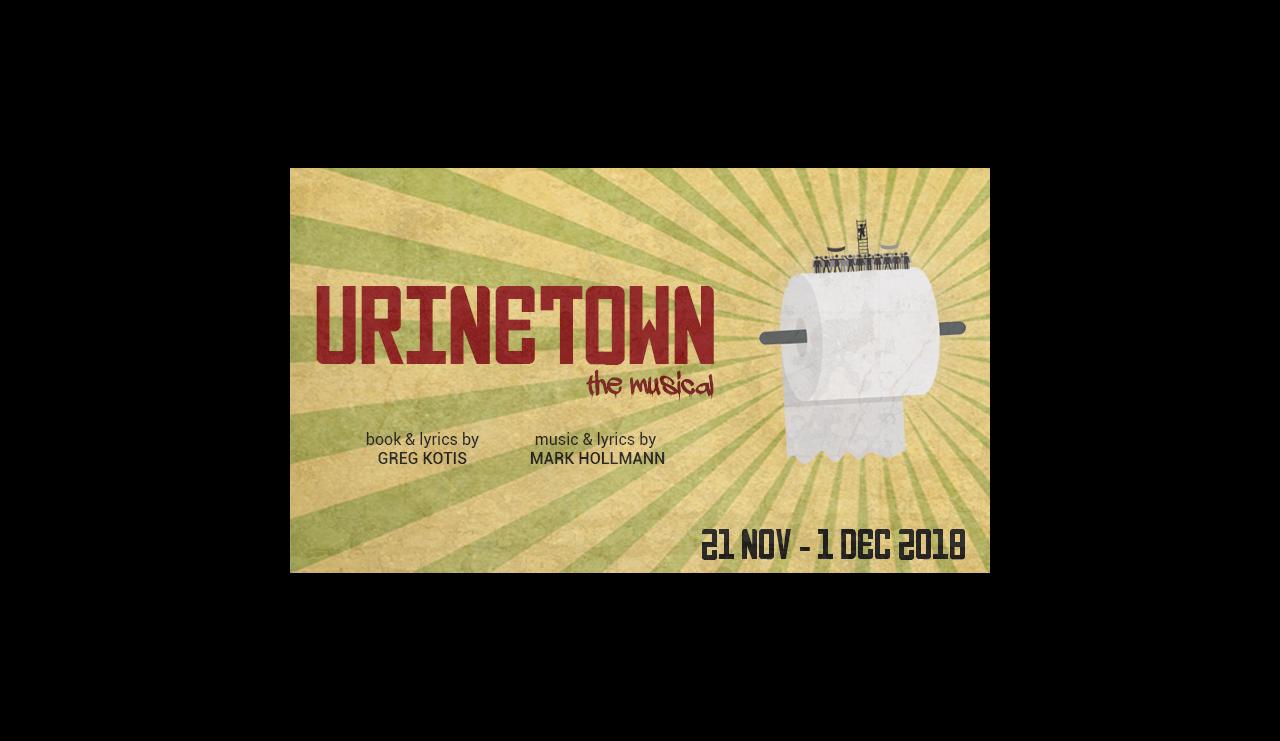 URINETOWN
the musical
book & lyrics by
GREG KOTIS
music & lyrics by
MARK HOLLMANN
21 NOV - 1 DEC 2018